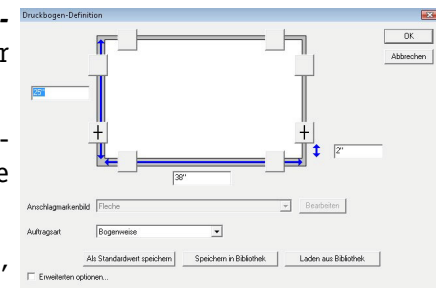 Druckbogen-Definition
OK
Abbrechen
25"
2"
38"
Anschlagmarkenbild Fleche Bearbeiten
Auftragsart Bogenweise
Als Standardwert speichern Speichern in Bibliothek Laden aus Bibliothek
Erweiterten optionen...